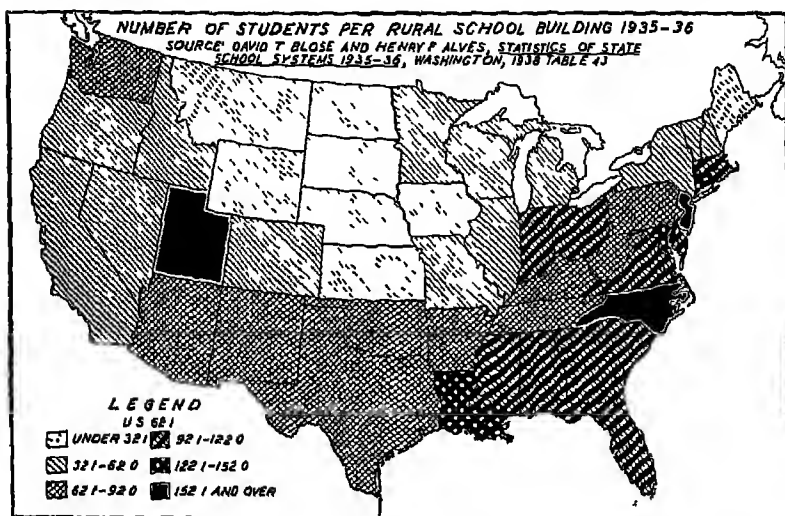 NUMBER OF STUDENTS PER RURAL SCHOOL BUILDING 1935-36
SOURCE: DAVID T BLOSE AND HENRY F ALVES, STATISTICS OF STATE
SCHOOL SYSTEMS 1935-36, WASHINGTON, 1938 TABLE 43
LEGEND
US 62 1
UNDER 32 1 92 1-122 0
32 1-62 0 122 1-152 0
62 1-92 0 152 1 AND OVER